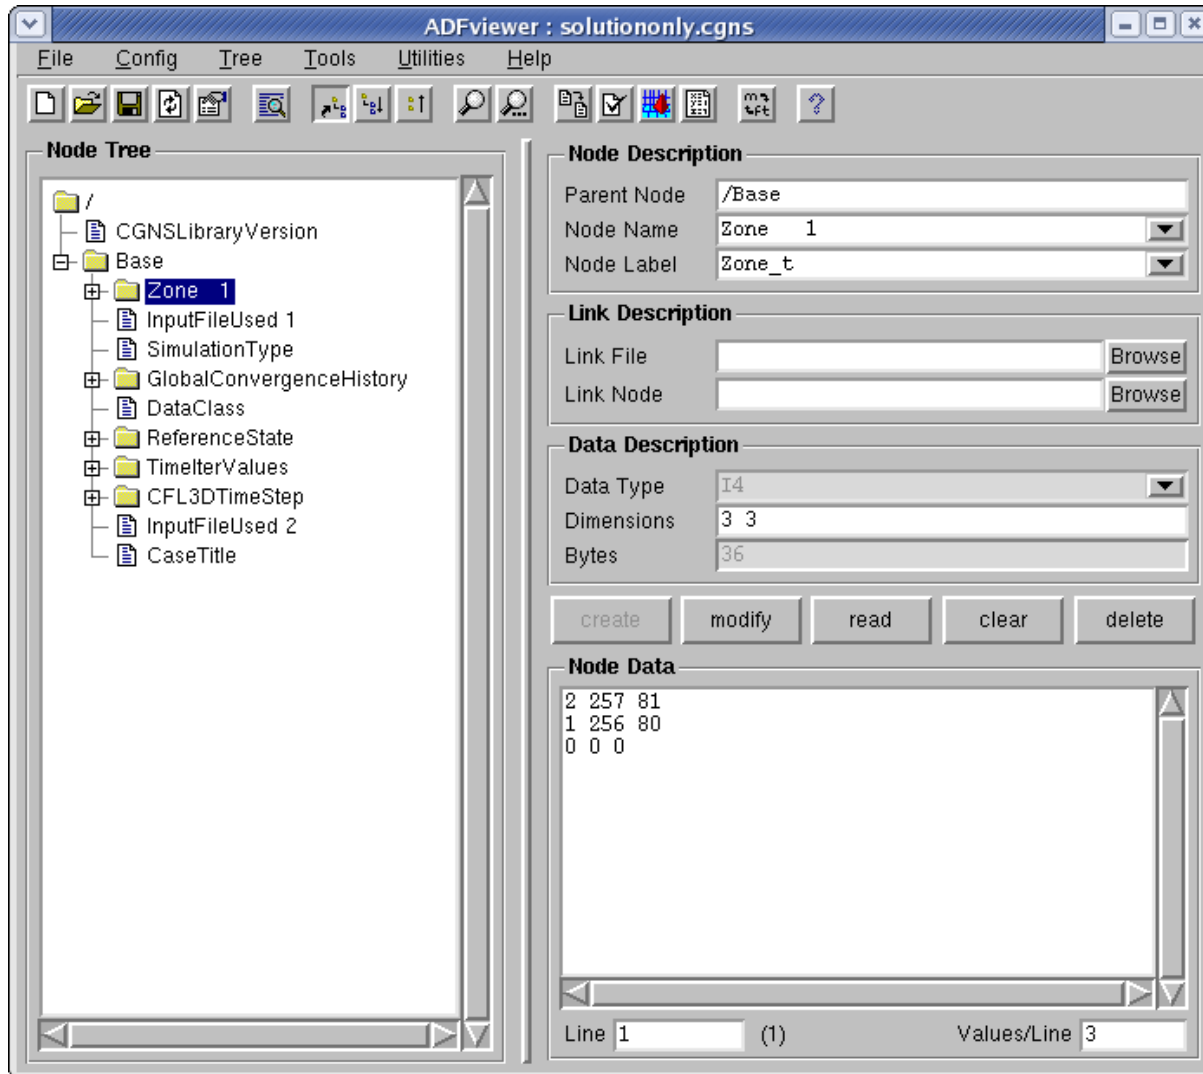 ADFviewer : solutiononly.cgns
File Config Tree Tools Utilities Help
Node Tree
/
CGNSLibraryVersion
Base
Zone 1
InputFileUsed 1
SimulationType
GlobalConvergenceHistory
DataClass
ReferenceState
TimeIterValues
CFL3DTimeStep
InputFileUsed 2
CaseTitle
Node Description
Parent Node /Base
Node Name Zone 1
Node Label Zone_t
Link Description
Link File Browse
Link Node Browse
Data Description
Data Type I4
Dimensions 3 3
Bytes 36
create modify read clear delete
Node Data
2 257 81
1 256 80
0 0 0
Line 1 (1) Values/Line 3